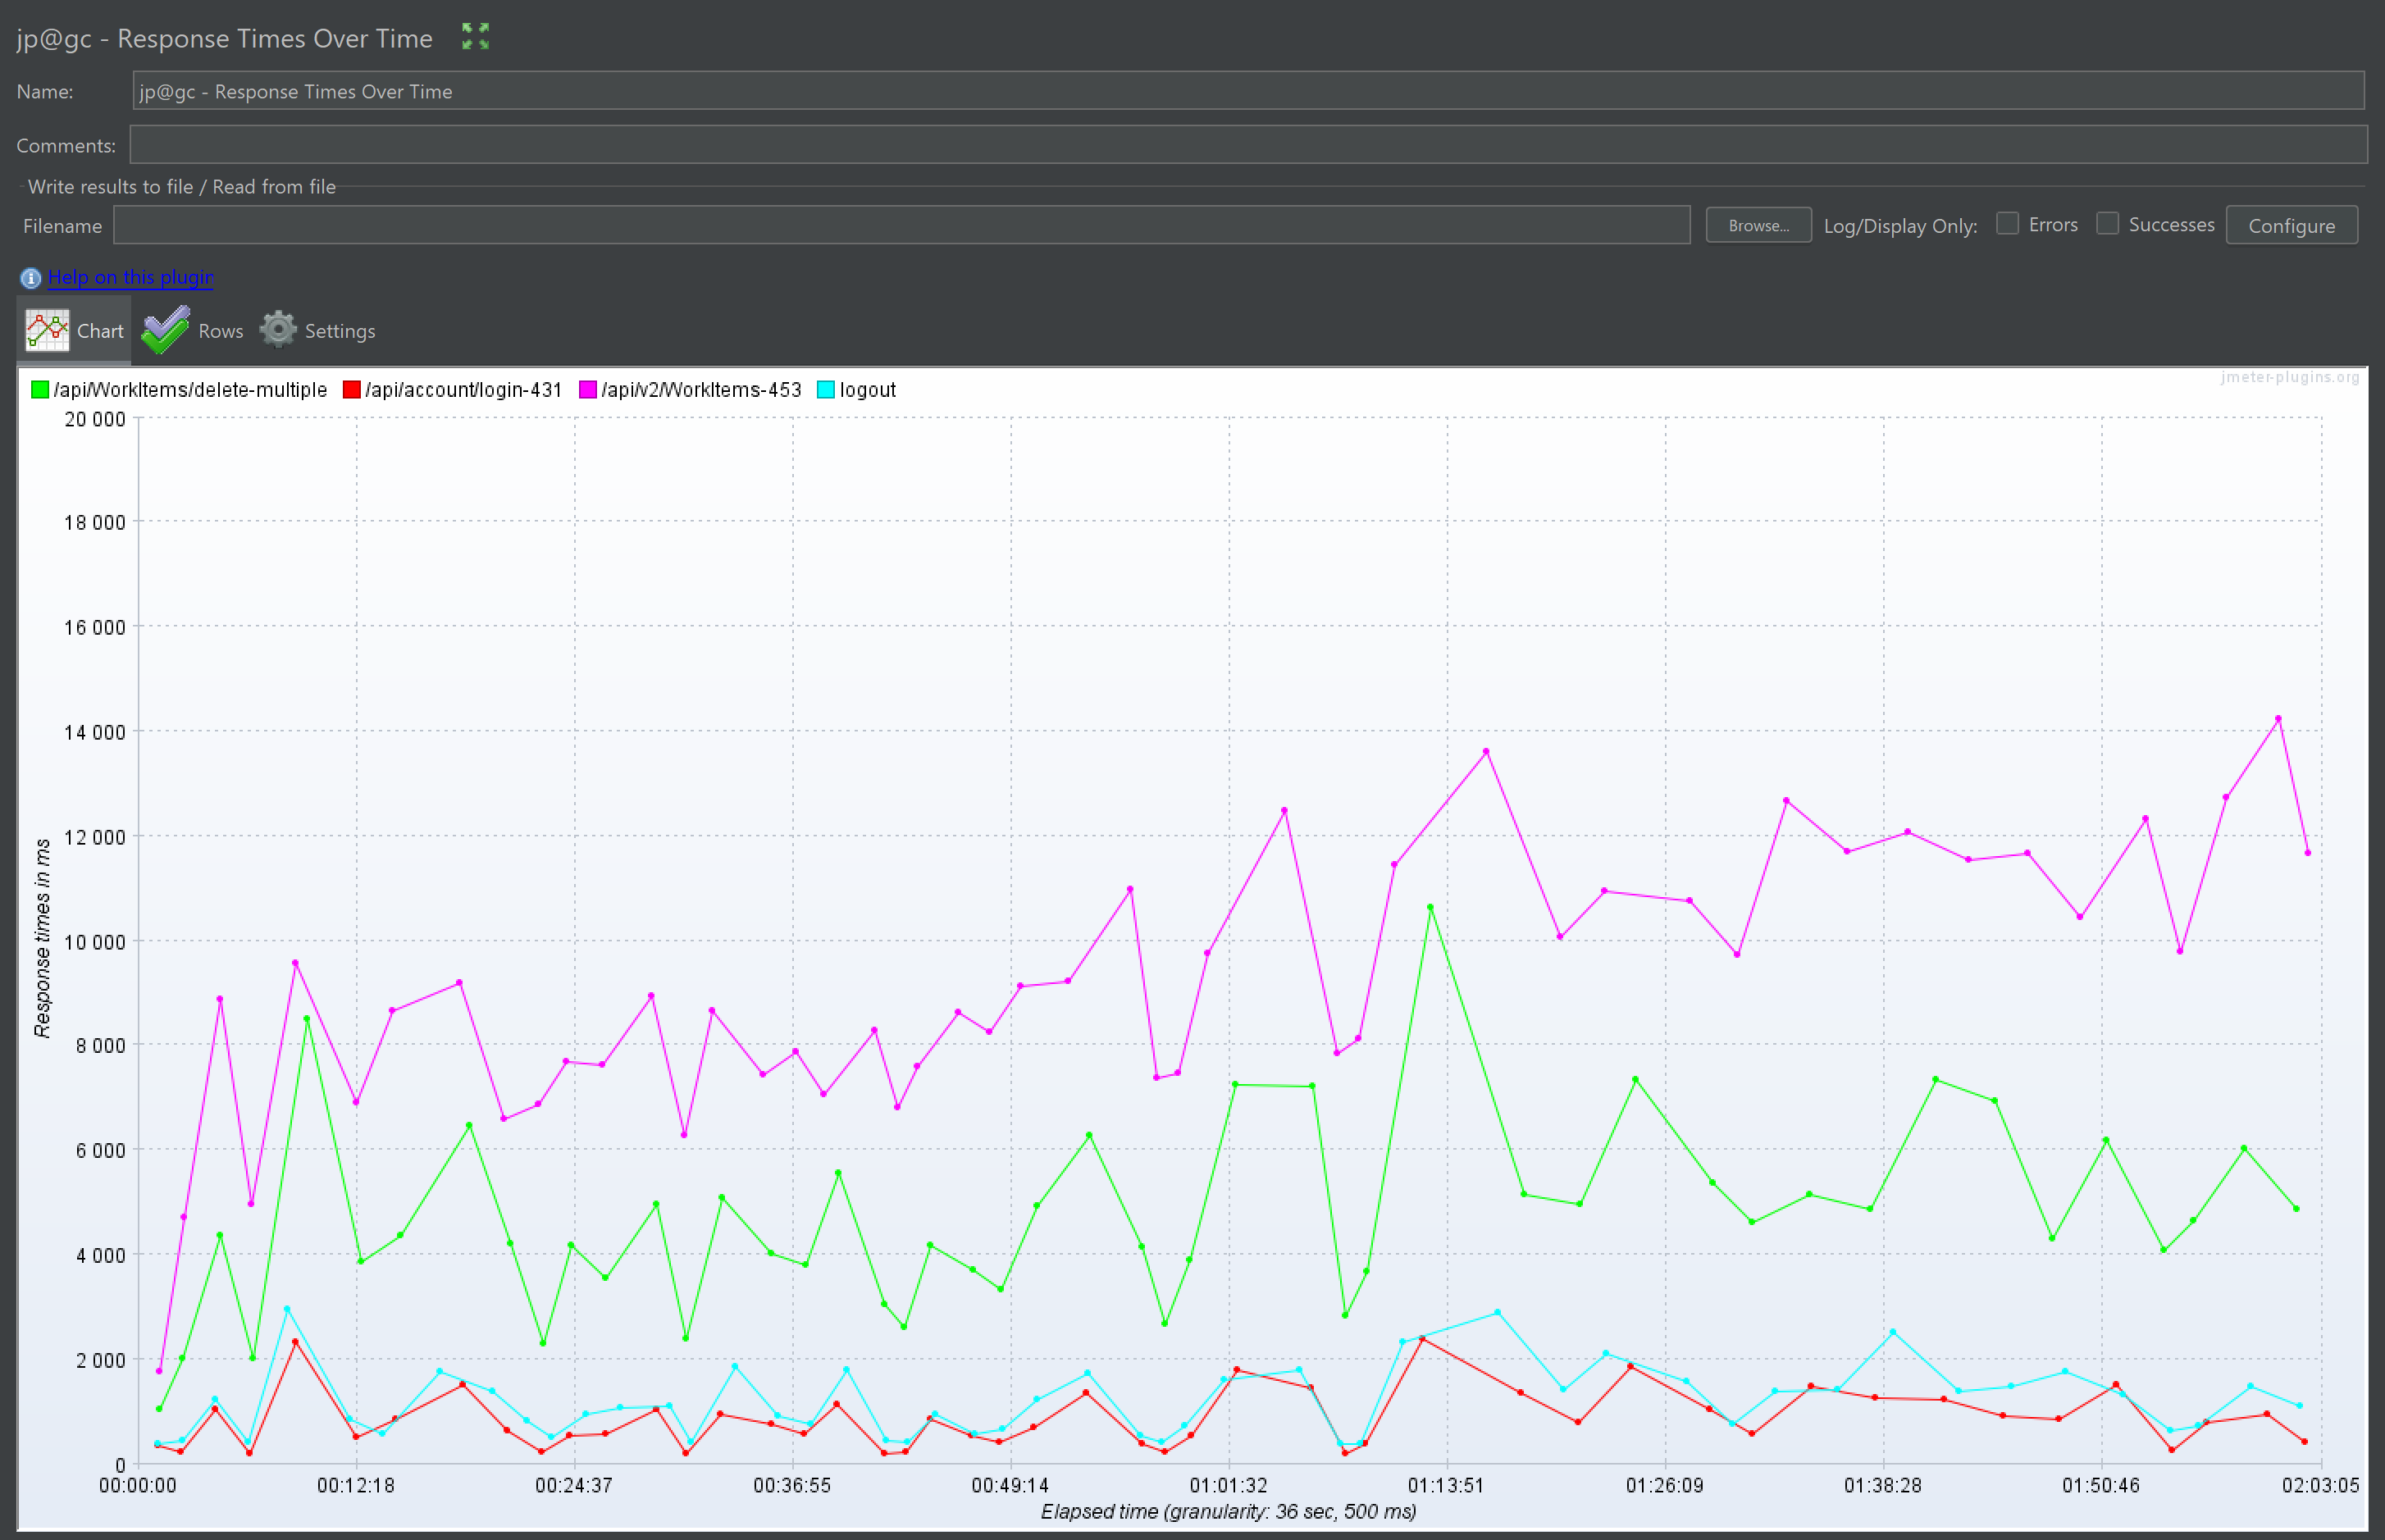 jp@gc - Response Times Over Time
Name: jp@gc - Response Times Over Time
Comments:
Write results to file / Read from file
Filename Browse... Log/Display Only: Errors Successes Configure
Help on this plugin
Chart Rows Settings
jmeter-plugins.org
/api/WorkItems/delete-multiple /api/account/login-431 /api/v2/WorkItems-453 logout
20 000
18 000
16 000
14 000
12 000
10 000
8 000
6 000
4 000
2 000
0
Response times in ms
00:00:00 00:12:18 00:24:37 00:36:55 00:49:14 01:01:32 01:13:51 01:26:09 01:38:28 01:50:46 02:03:05
Elapsed time (granularity: 36 sec, 500 ms)